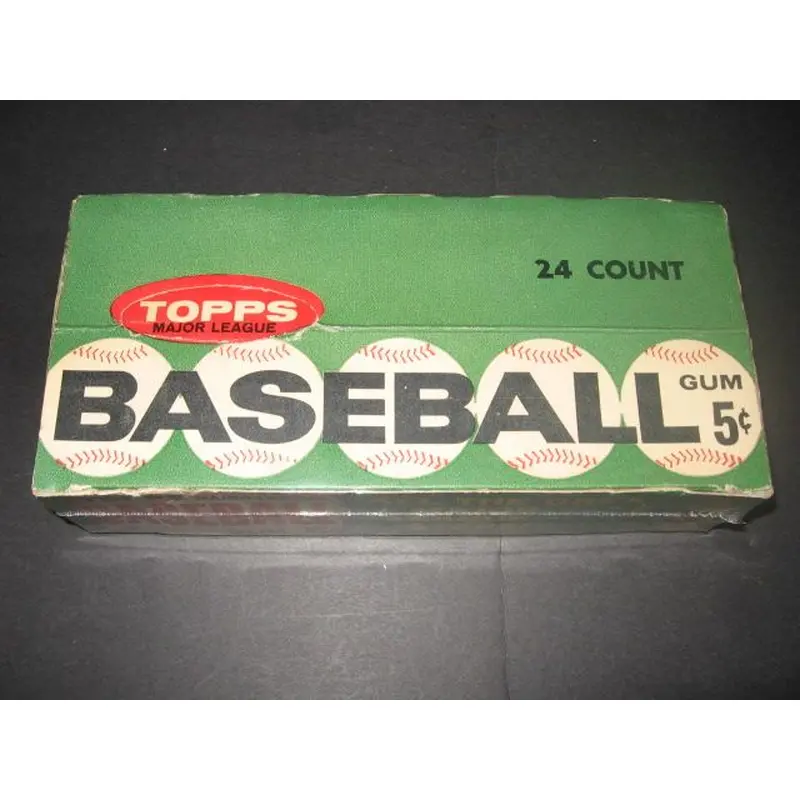 24 COUNT
TOPPS
MAJOR LEAGUE
BASEBALL
GUM
5¢